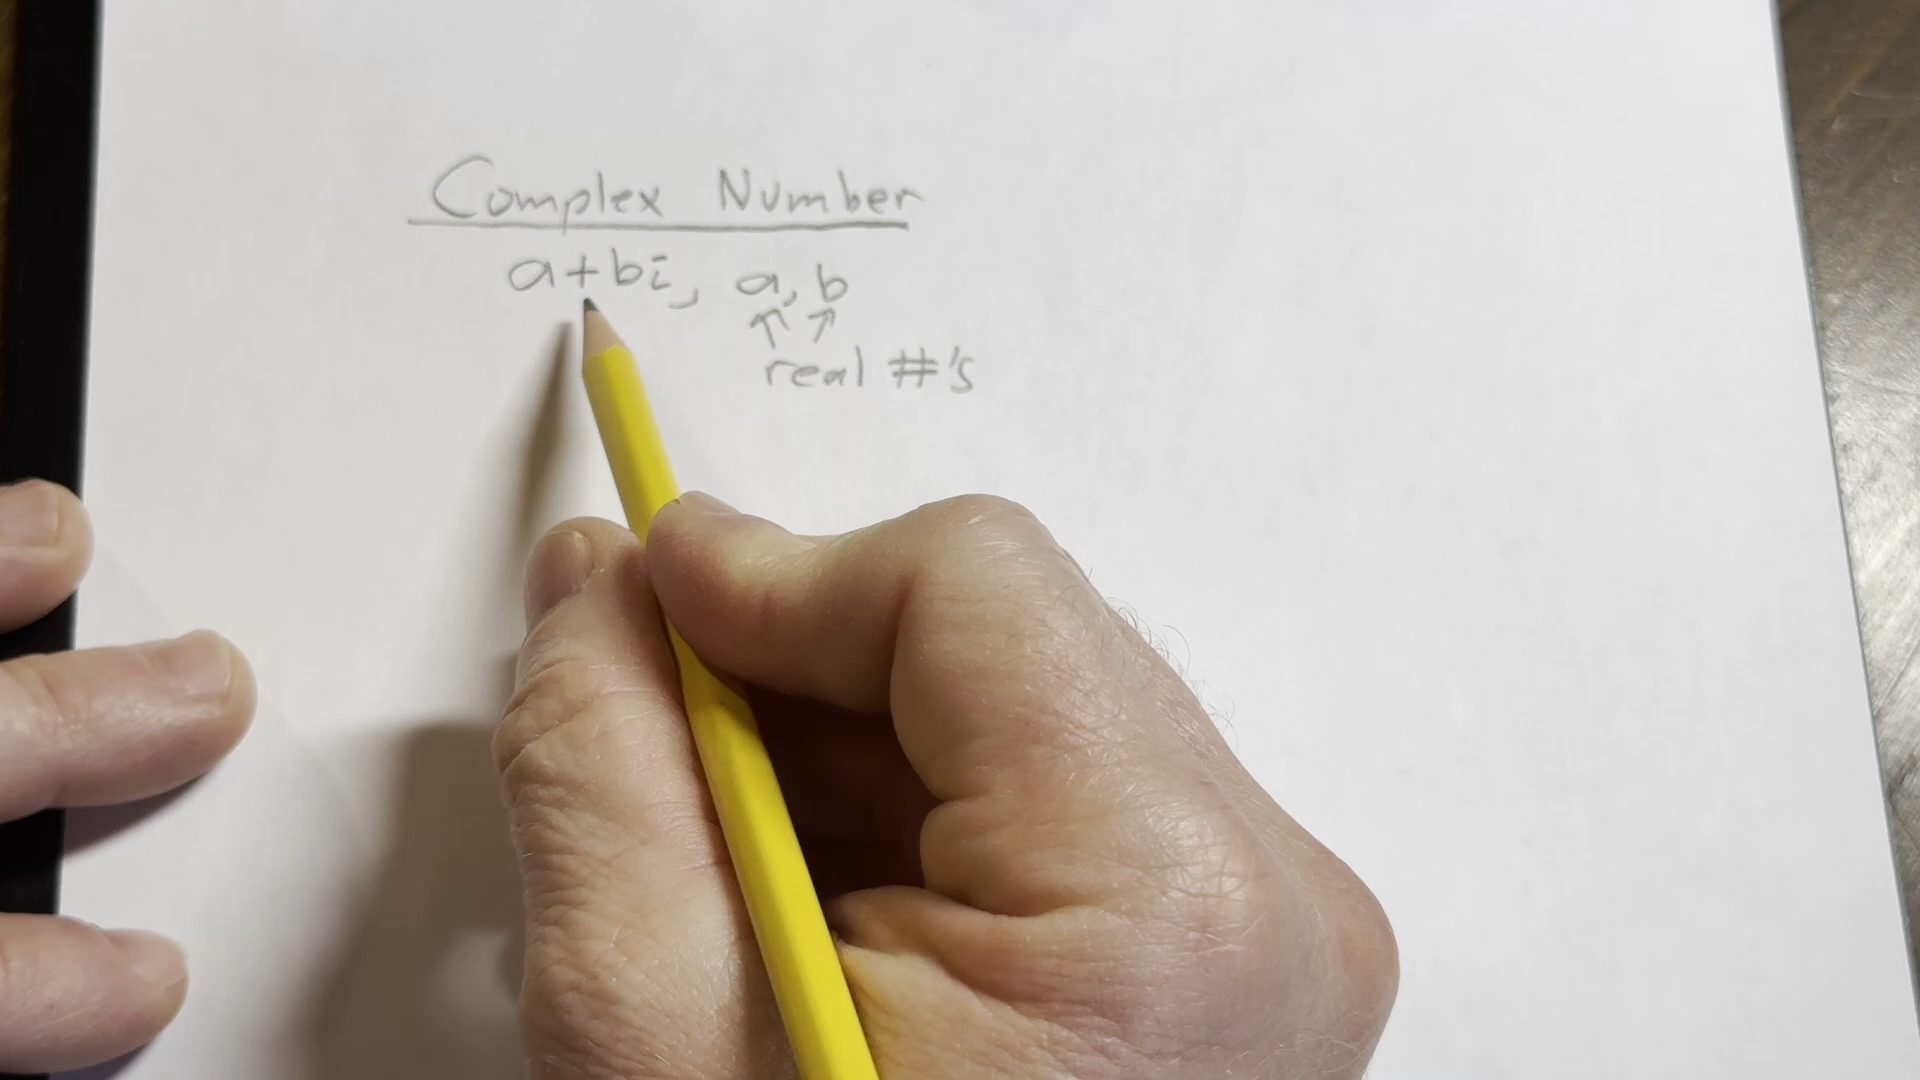 Complex Number
a+bi, a, b
↑ ↑
real #'s